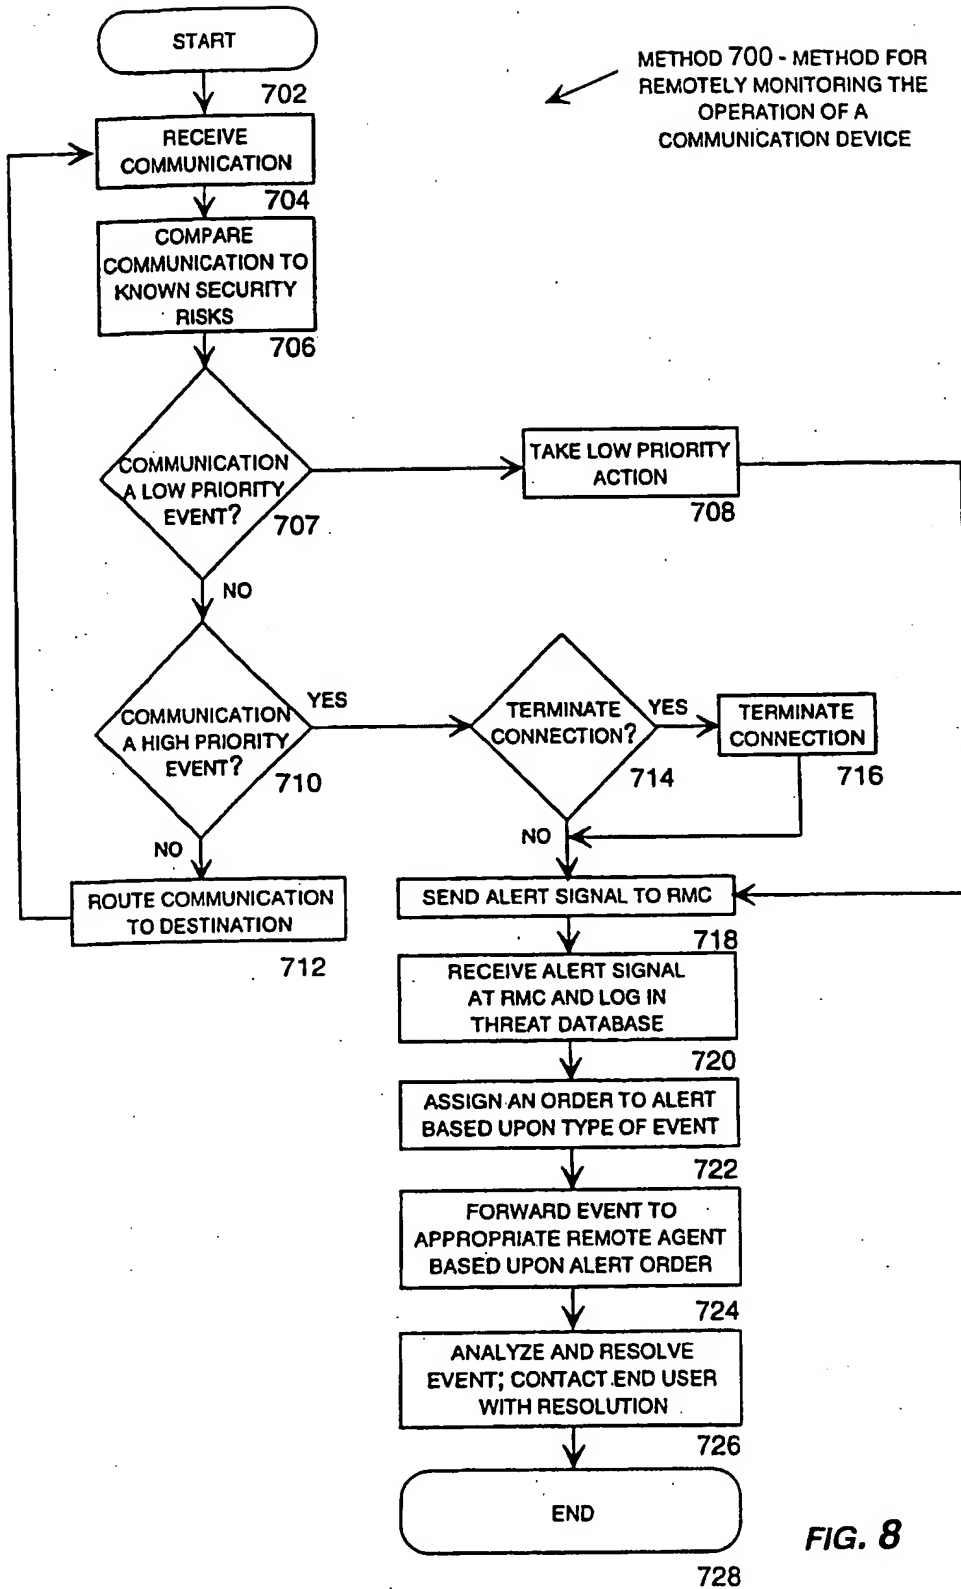 START
METHOD 700 - METHOD FOR
REMOTELY MONITORING THE
OPERATION OF A
COMMUNICATION DEVICE
702
RECEIVE
COMMUNICATION
704
COMPARE
COMMUNICATION TO
KNOWN SECURITY
RISKS
706
COMMUNICATION
A LOW PRIORITY
EVENT?
707
TAKE LOW PRIORITY
ACTION
708
NO
COMMUNICATION
A HIGH PRIORITY
EVENT?
710
YES
TERMINATE
CONNECTION?
714
YES
TERMINATE
CONNECTION
716
NO
NO
ROUTE COMMUNICATION
TO DESTINATION
712
SEND ALERT SIGNAL TO RMC
718
RECEIVE ALERT SIGNAL
AT RMC AND LOG IN
THREAT DATABASE
720
ASSIGN AN ORDER TO ALERT
BASED UPON TYPE OF EVENT
722
FORWARD EVENT TO
APPROPRIATE REMOTE AGENT
BASED UPON ALERT ORDER
724
ANALYZE AND RESOLVE
EVENT; CONTACT END USER
WITH RESOLUTION
726
END
728
FIG. 8